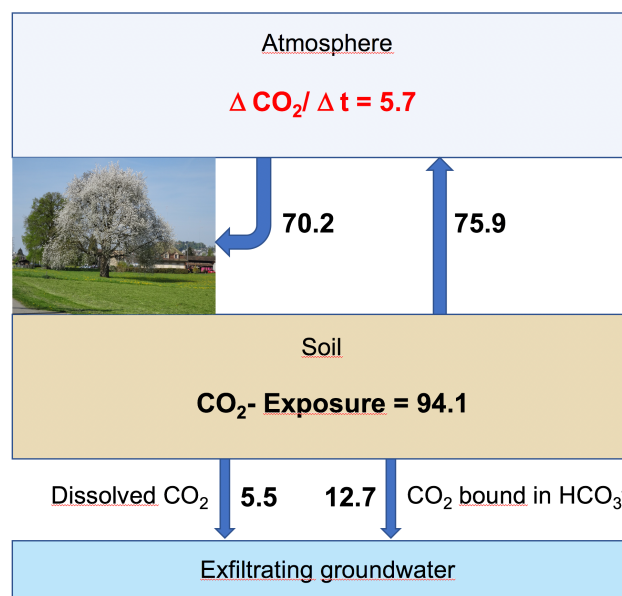 Atmosphere
Δ CO₂/ Δ t = 5.7
70.2
75.9
Soil
CO₂- Exposure = 94.1
Dissolved CO₂
5.5
12.7
CO₂ bound in HCO₃⁻
Exfiltrating groundwater